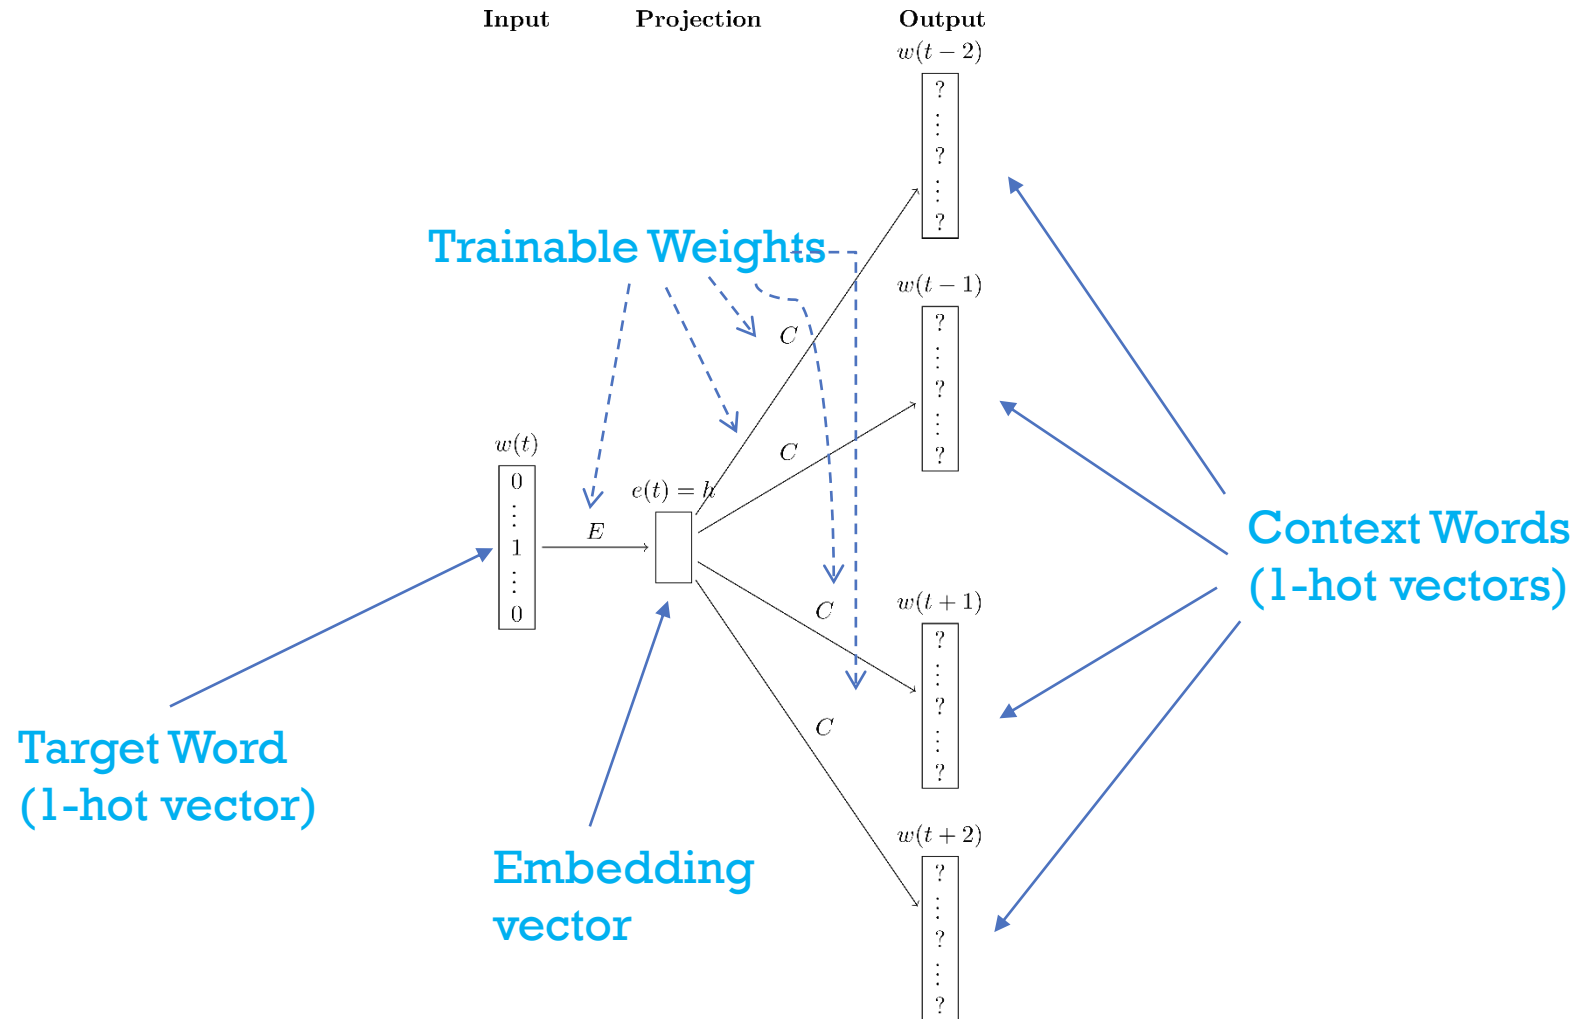 Input Projection Output
w(t − 2)
?
⋮
?
⋮
?
Trainable Weights
w(t − 1)
?
⋮
?
⋮
?
C
C
w(t)
0
⋮
1
⋮
0
E
e(t) = h
Context Words
(1-hot vectors)
w(t + 1)
?
⋮
?
⋮
?
C
C
Target Word
(1-hot vector)
Embedding
vector
w(t + 2)
?
⋮
?
⋮
?